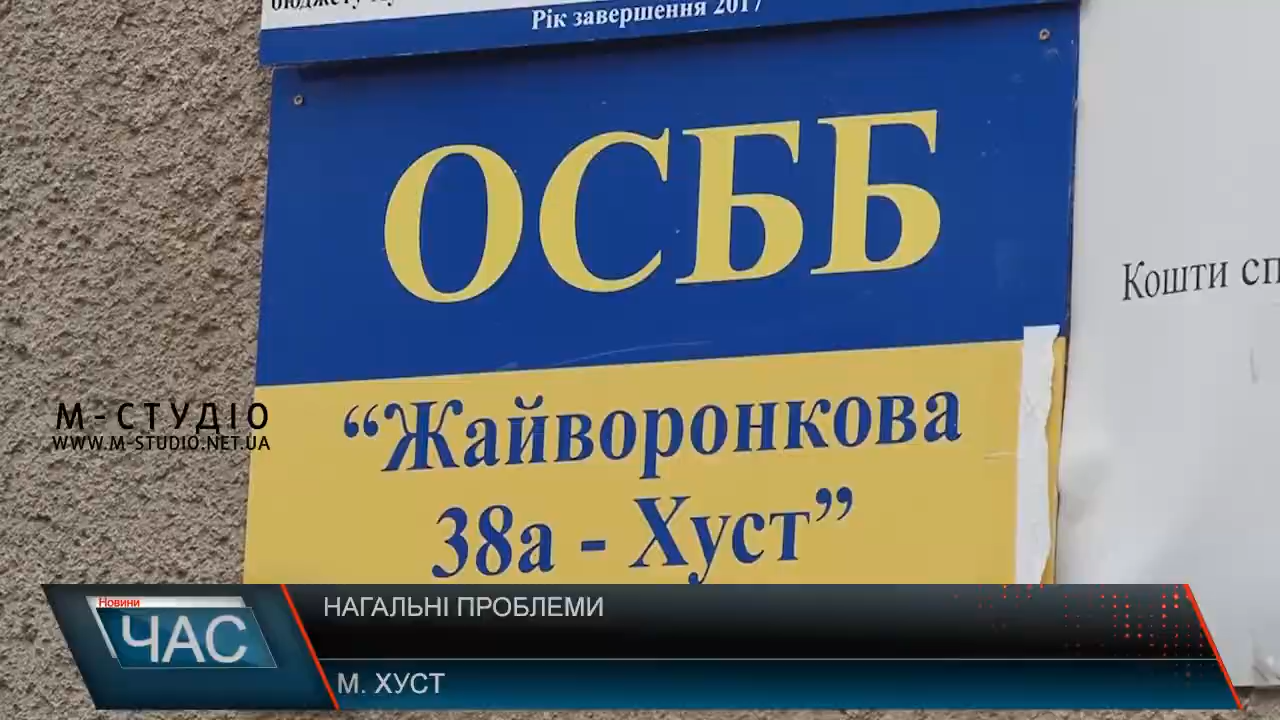 бюджету
Рік завершення 2017
ОСББ
Кошти сп
“Жайворонкова
38а - Хуст”
М-СТУДІО
WWW.M-STUDIO.NET.UA
Новини
ЧАС
НАГАЛЬНІ ПРОБЛЕМИ
М. ХУСТ